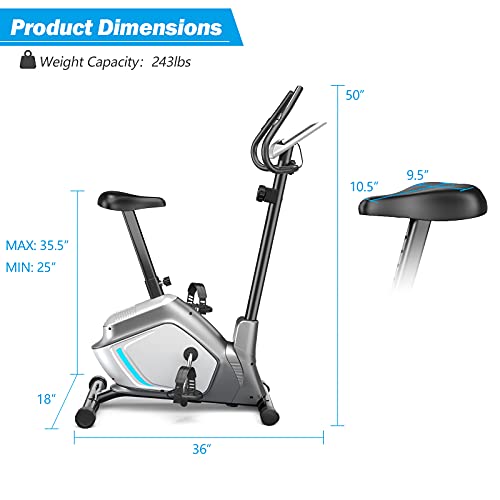 Product Dimensions
Weight Capacity: 243lbs
50"
9.5"
10.5"
MAX: 35.5"
MIN: 25"
18"
36"